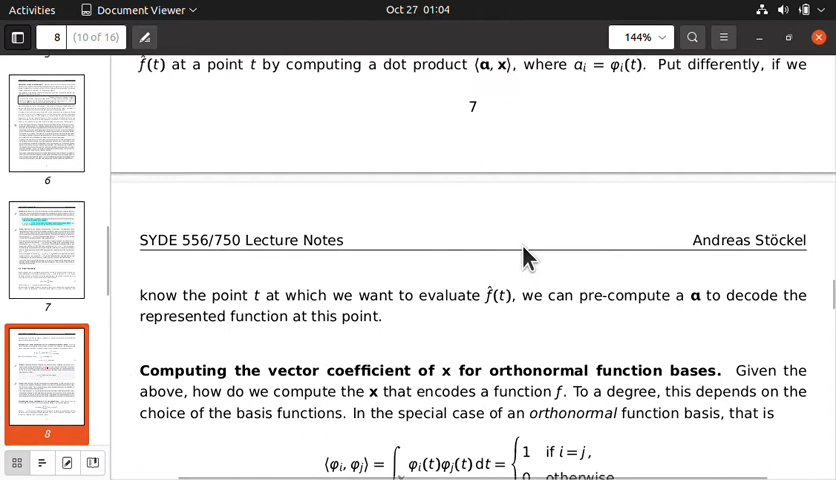 Activities Document Viewer Oct 27 01:04
8 (10 of 16) 144%
f̂(t) at a point t by computing a dot product ⟨α, x⟩, where aᵢ = φᵢ(t). Put differently, if we
7
6
7
8
SYDE 556/750 Lecture Notes Andreas Stöckel
know the point t at which we want to evaluate f̂(t), we can pre-compute a α to decode the
represented function at this point.
Computing the vector coefficient of x for orthonormal function bases. Given the
above, how do we compute the x that encodes a function f. To a degree, this depends on the
choice of the basis functions. In the special case of an orthonormal function basis, that is
⟨φᵢ, φⱼ⟩ = ∫ φᵢ(t)φⱼ(t) dt = { 1 if i = j,
0 otherwise